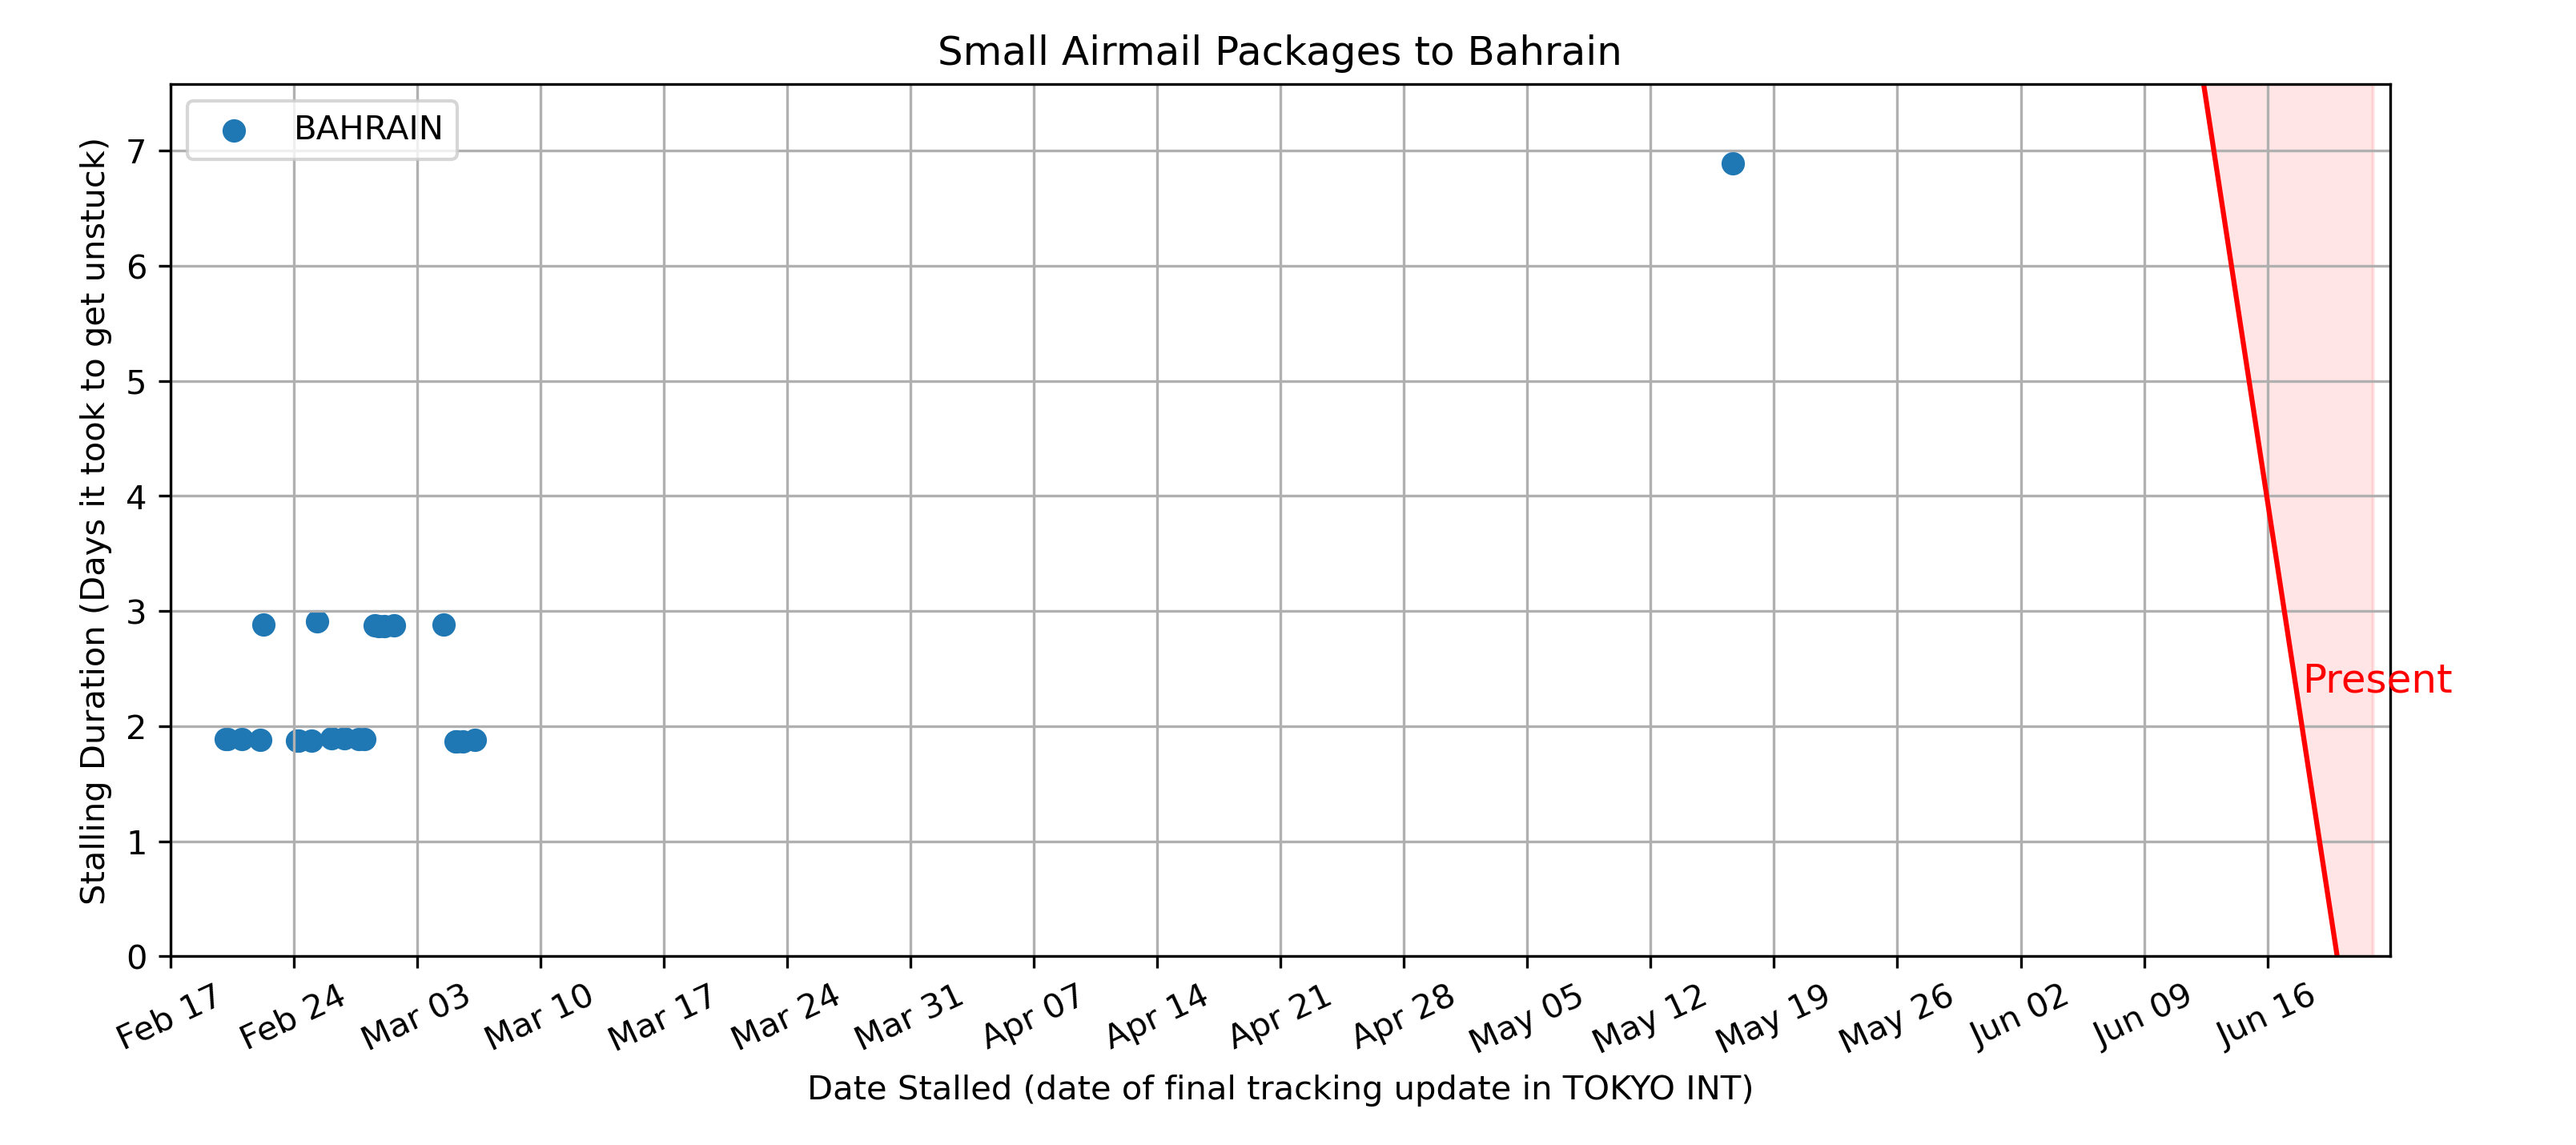 Small Airmail Packages to Bahrain
BAHRAIN
Stalling Duration (Days it took to get unstuck)
7
6
5
4
3
2
1
0
Present
Feb 17
Feb 24
Mar 03
Mar 10
Mar 17
Mar 24
Mar 31
Apr 07
Apr 14
Apr 21
Apr 28
May 05
May 12
May 19
May 26
Jun 02
Jun 09
Jun 16
Date Stalled (date of final tracking update in TOKYO INT)